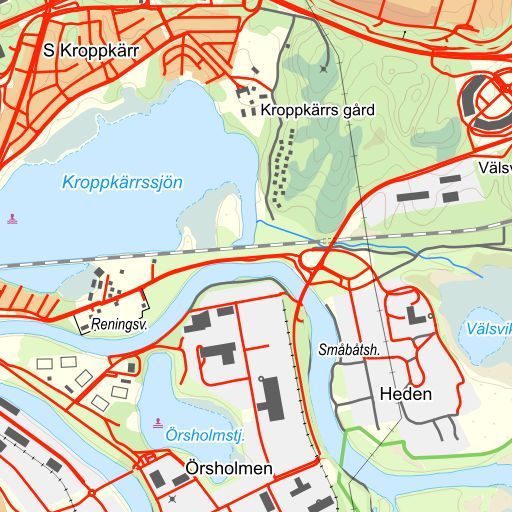 S Kroppkärr
Kroppkärrs gård
Välsv
Kroppkärrssjön
Reningsv.
Småbåtsh.
Välsvik
Heden
Örsholmstj.
Örsholmen